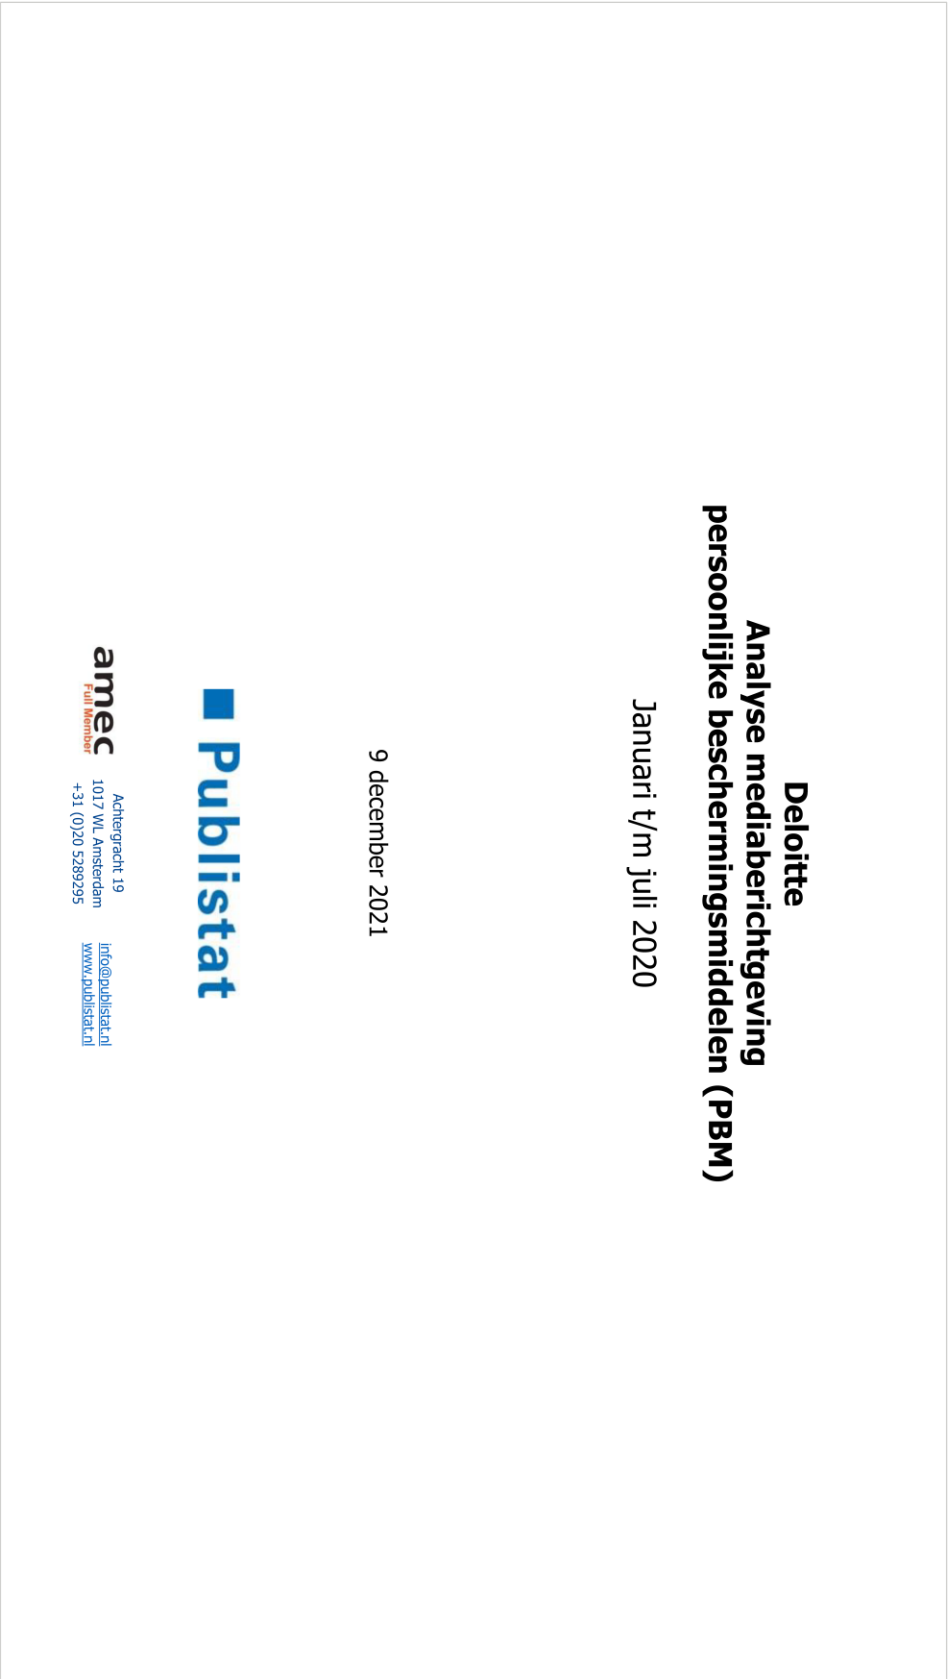 Deloitte
Analyse mediaberichtgeving
persoonlijke beschermingsmiddelen (PBM)
Januari t/m juli 2020
9 december 2021
Publistat
amec
Full Member
Achtergracht 19
1017 WL Amsterdam
+31 (0)20 5289295
info@publistat.nl
www.publistat.nl